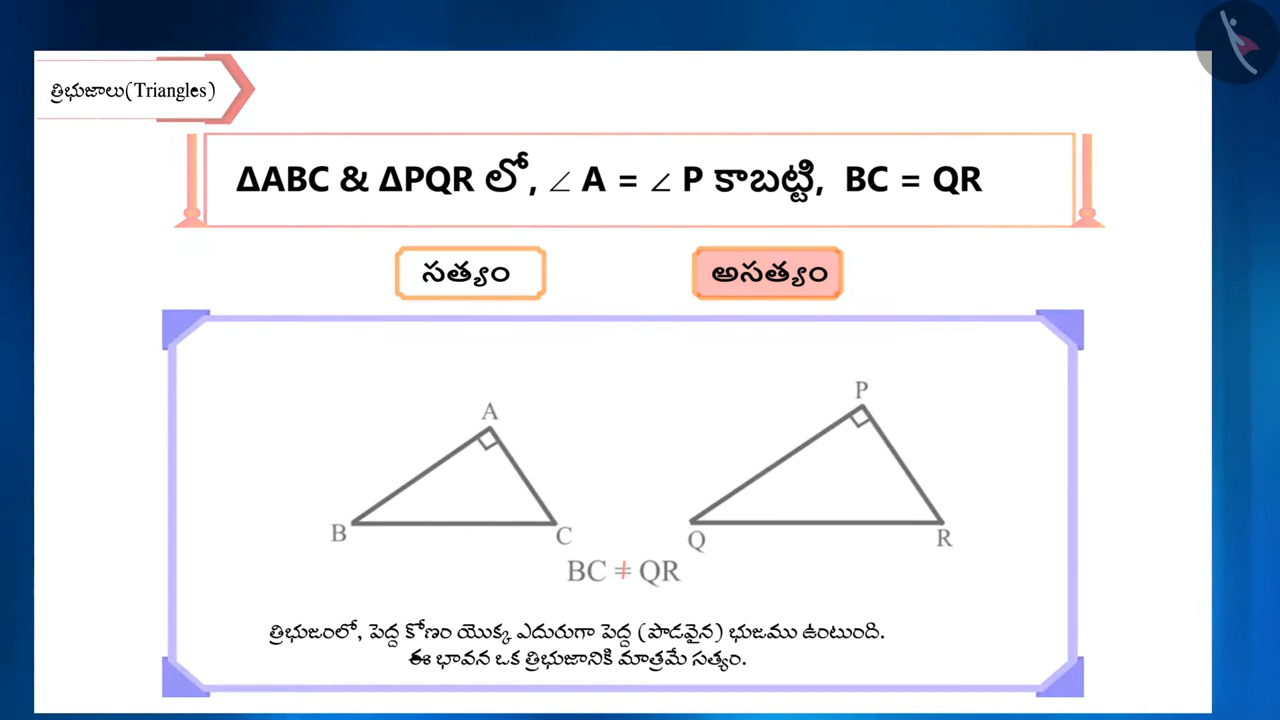 త్రిభుజాలు(Triangles)
ΔABC & ΔPQR లో, ∠ A = ∠ P కాబట్టి, BC = QR
సత్యం
అసత్యం
A
P
B
C
Q
R
BC ≠ QR
త్రిభుజంలో, పెద్ద కోణం యొక్క ఎదురుగా పెద్ద (పొడవైన) భుజము ఉంటుంది.
ఈ భావన ఒక త్రిభుజానికి మాత్రమే సత్యం.